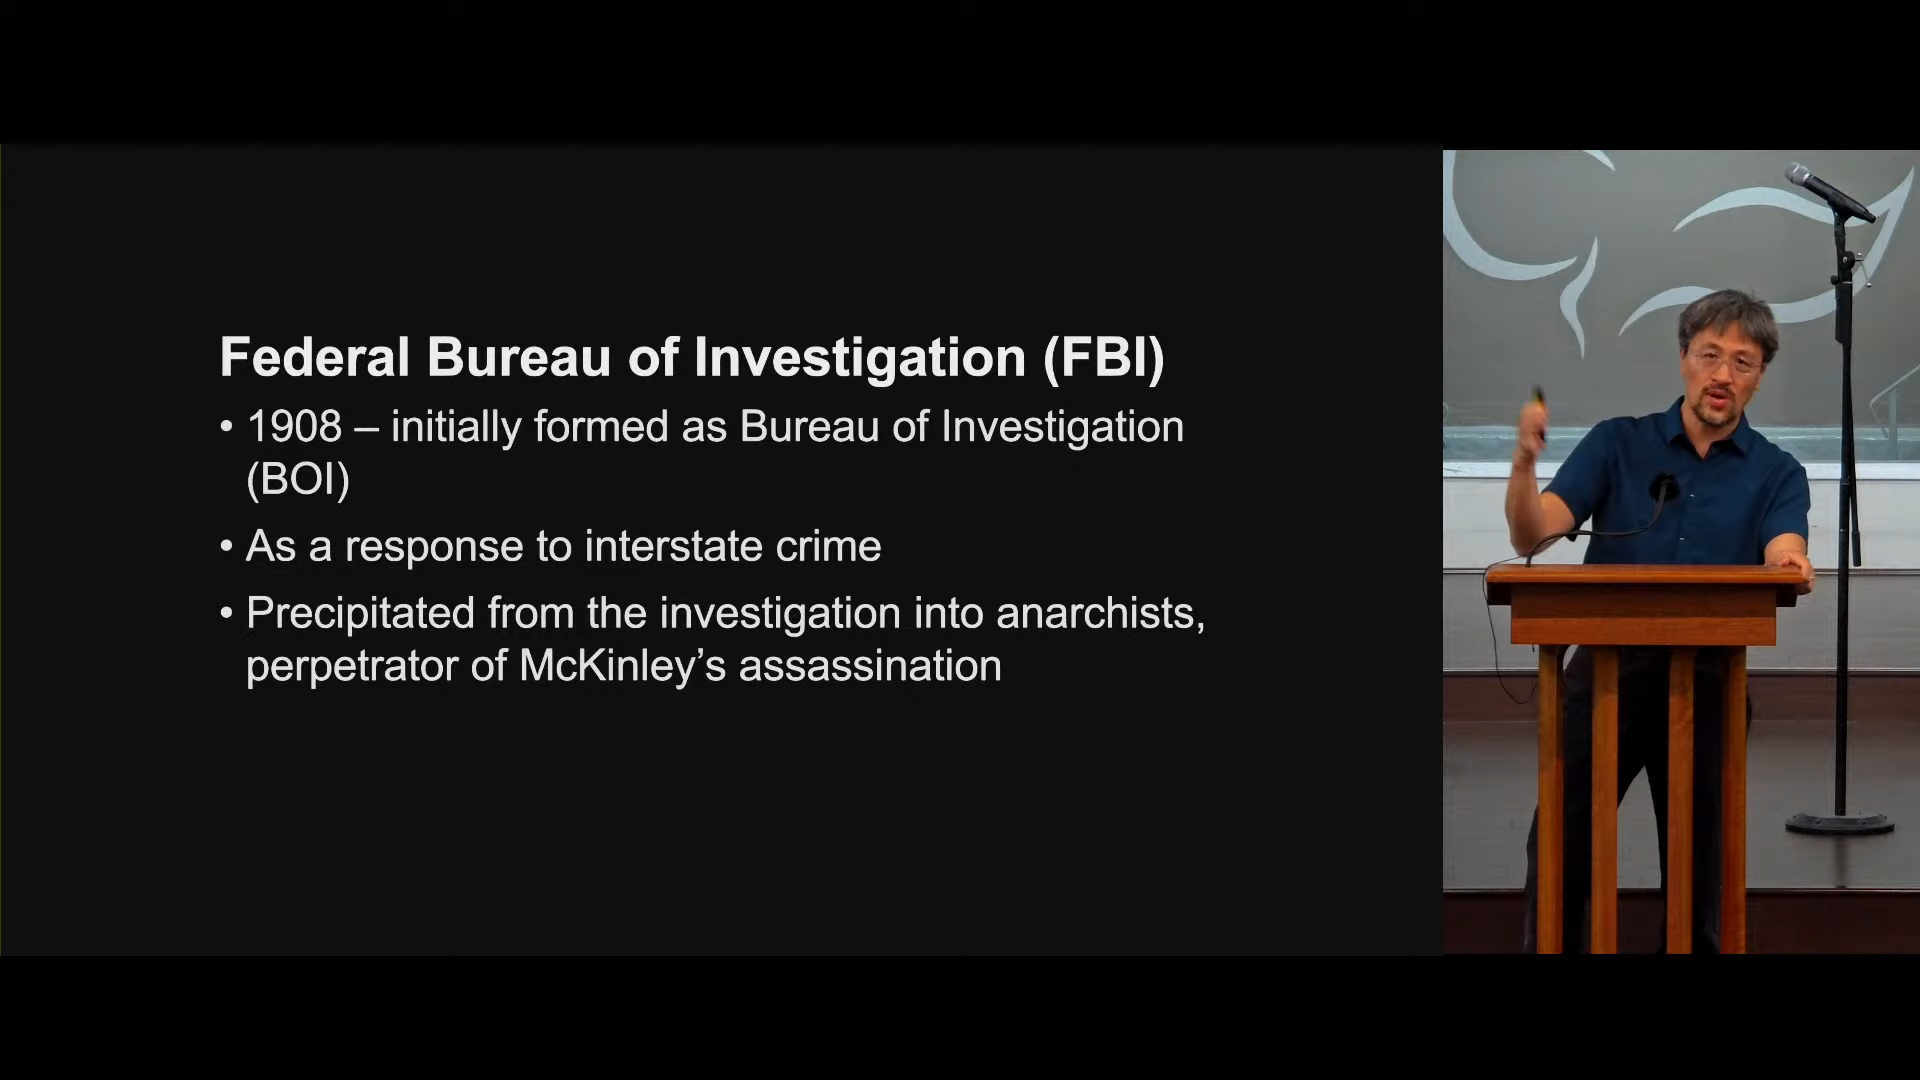 Federal Bureau of Investigation (FBI)
• 1908 – initially formed as Bureau of Investigation
(BOI)
• As a response to interstate crime
• Precipitated from the investigation into anarchists,
perpetrator of McKinley’s assassination